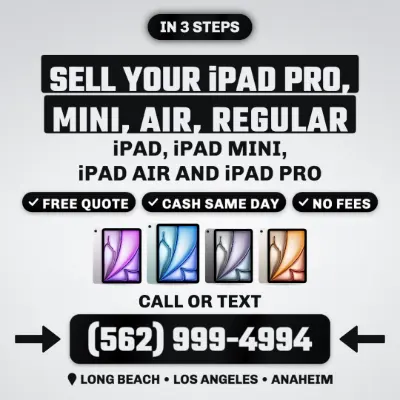 IN 3 STEPS
SELL YOUR iPAD PRO,
MINI, AIR, REGULAR
iPAD, iPAD MINI,
iPAD AIR AND iPAD PRO
✓ FREE QUOTE ✓ CASH SAME DAY ✓ NO FEES
CALL OR TEXT
(562) 999-4994
LONG BEACH • LOS ANGELES • ANAHEIM